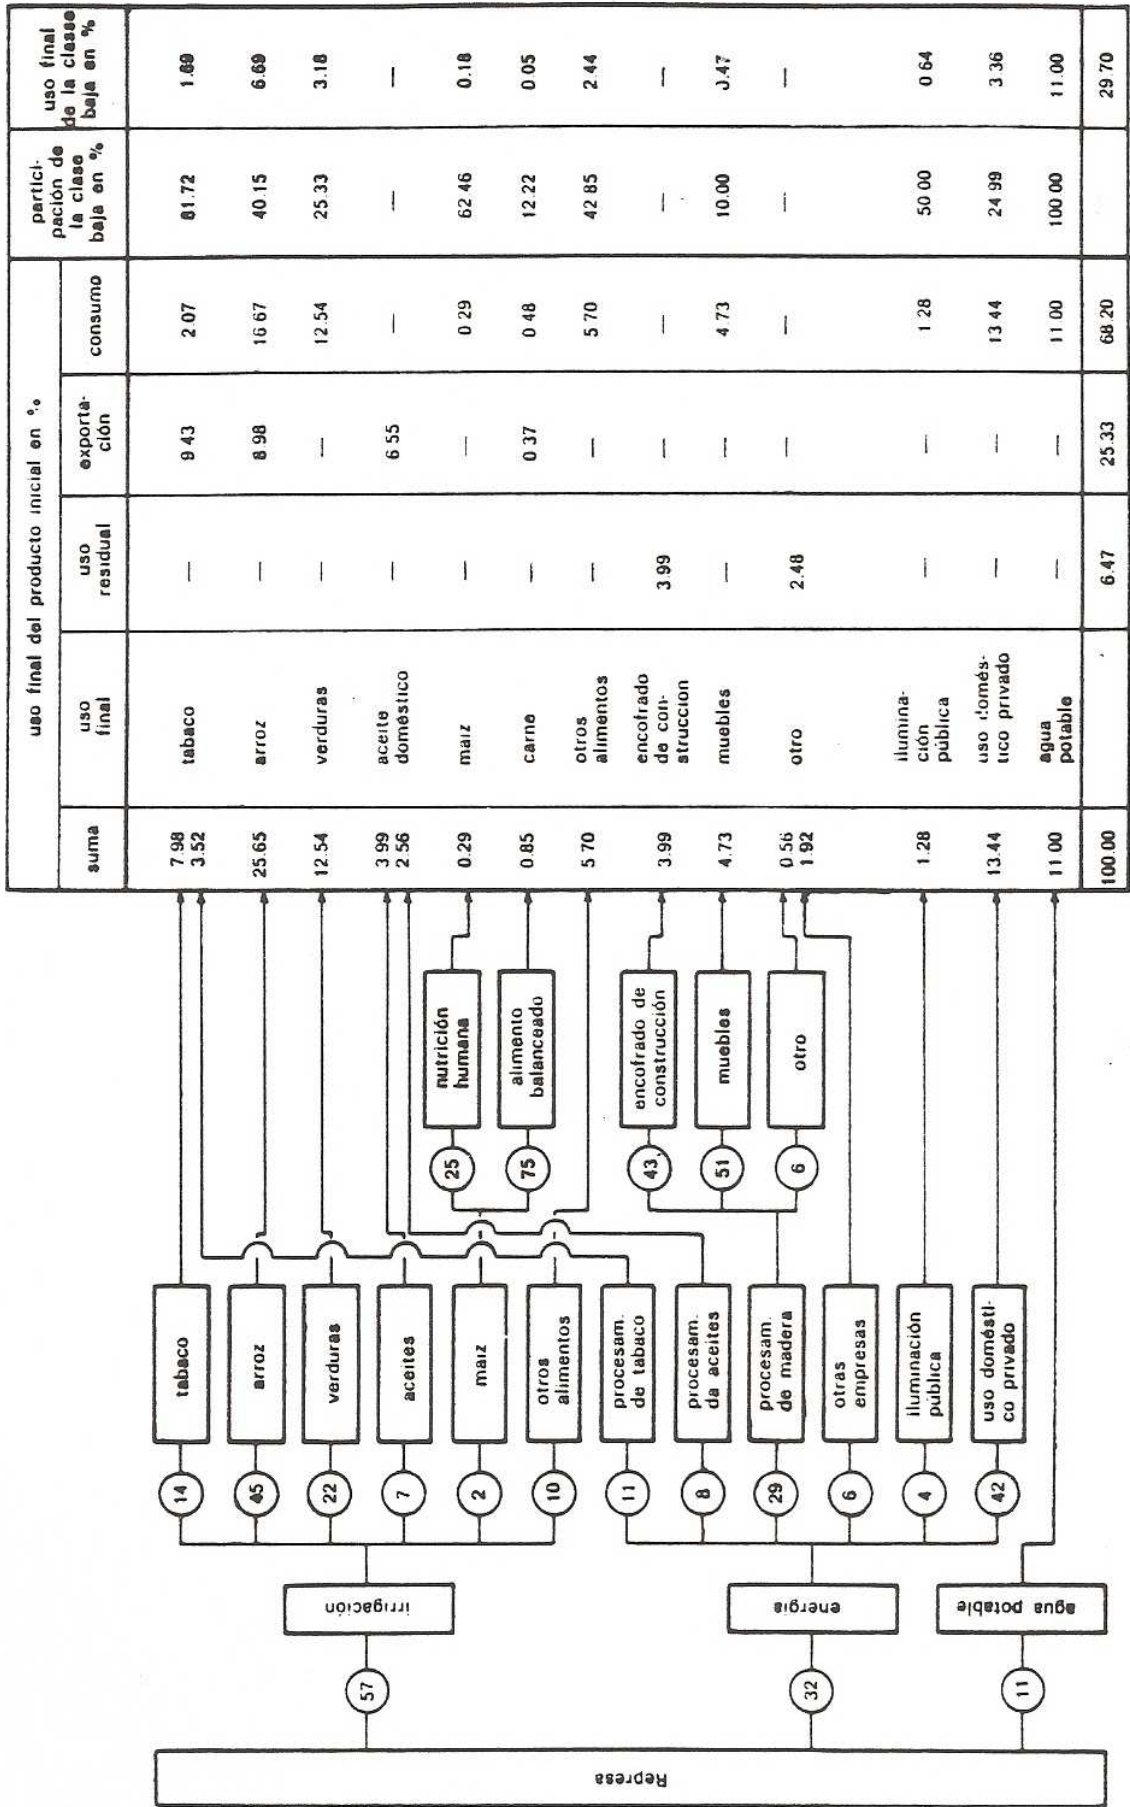 Represa
57
32
11
irrigación
energia
agua potable
14
45
22
7
2
10
11
8
29
6
4
42
tabaco
arroz
verduras
aceites
maiz
otros
alimentos
procesam.
de tabaco
procesam.
da aceites
procesam.
de madera
otras
empresas
iluminación
pública
uso domésti-
co privado
25
75
43
51
6
nutrición
humana
alimento
balanceado
encofrado de
construcción
muebles
otro
uso final del producto inicial en %
partici-
pación de
la clase
baja en %
uso final
de la clase
baja en %
suma
uso
final
uso
residual
exporta-
ción
consumo
7.98 tabaco — 9 43 2.07 81.72 1.69
3.52
25.65 arroz — 8 98 16 67 40.15 6.69
12.54 verduras — — 12.54 25.33 3.18
3 99 aceite — 6 55 — — —
2 56 doméstico
0.29 maiz — — 0 29 62 46 0.18
0.85 carne — 0 37 0 48 12.22 0.05
5 70 otros — — 5 70 42 85 2.44
alimentos
3.99 encofrado 3.99 — — — —
de con-
struccion
4.73 muebles — — 4 73 10.00 0.47
0 56 otro 2.48 — — — —
1 92
1.28 ilumina- — — 1 28 50 00 0 64
ción
pública
13.44 uso domés- — — 13 44 24 99 3 36
tico privado
11 00 agua — — 11 00 100 00 11.00
potable
100.00 6.47 25.33 68.20 29.70